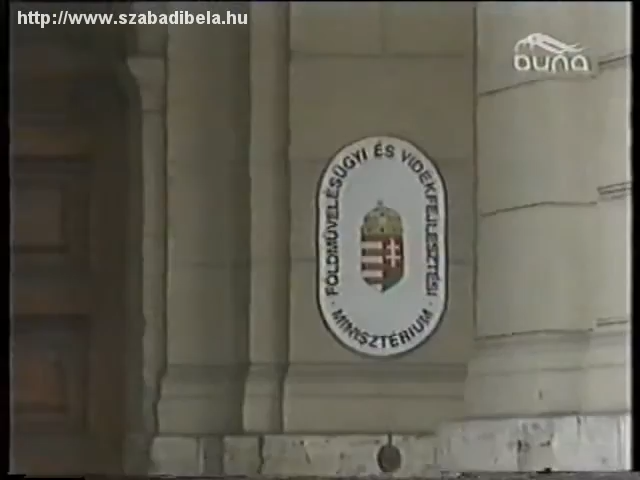 http://www.szabadibela.hu
DUNA
FÖLDMŰVELÉSÜGYI ÉS VIDÉKFEJLESZTÉSI
MINISZTÉRIUM